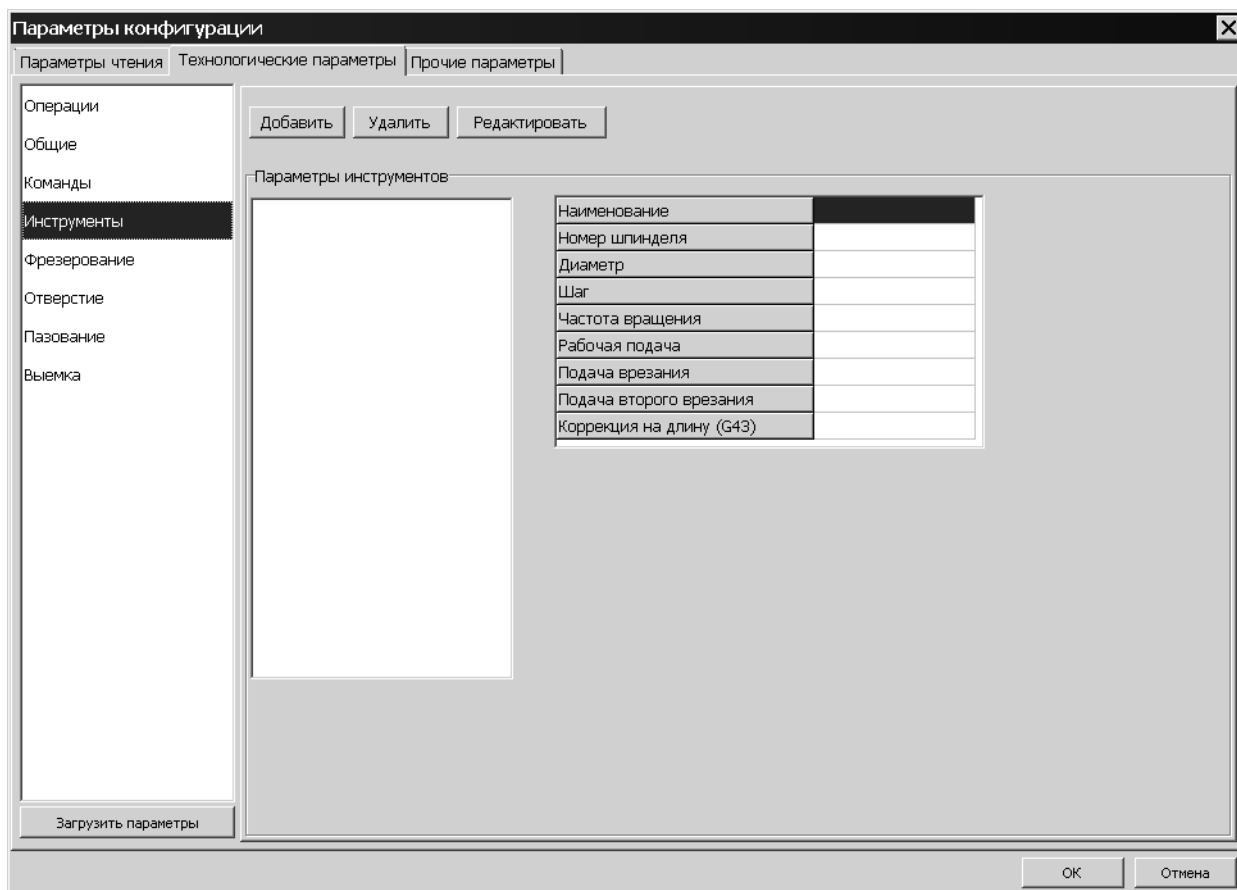 Параметры конфигурации
Параметры чтения Технологические параметры Прочие параметры
Операции
Общие
Команды
Инструменты
Фрезерование
Отверстие
Пазование
Выемка
Загрузить параметры
Добавить Удалить Редактировать
Параметры инструментов
Наименование
Номер шпинделя
Диаметр
Шаг
Частота вращения
Рабочая подача
Подача врезания
Подача второго врезания
Коррекция на длину (G43)
ОК Отмена